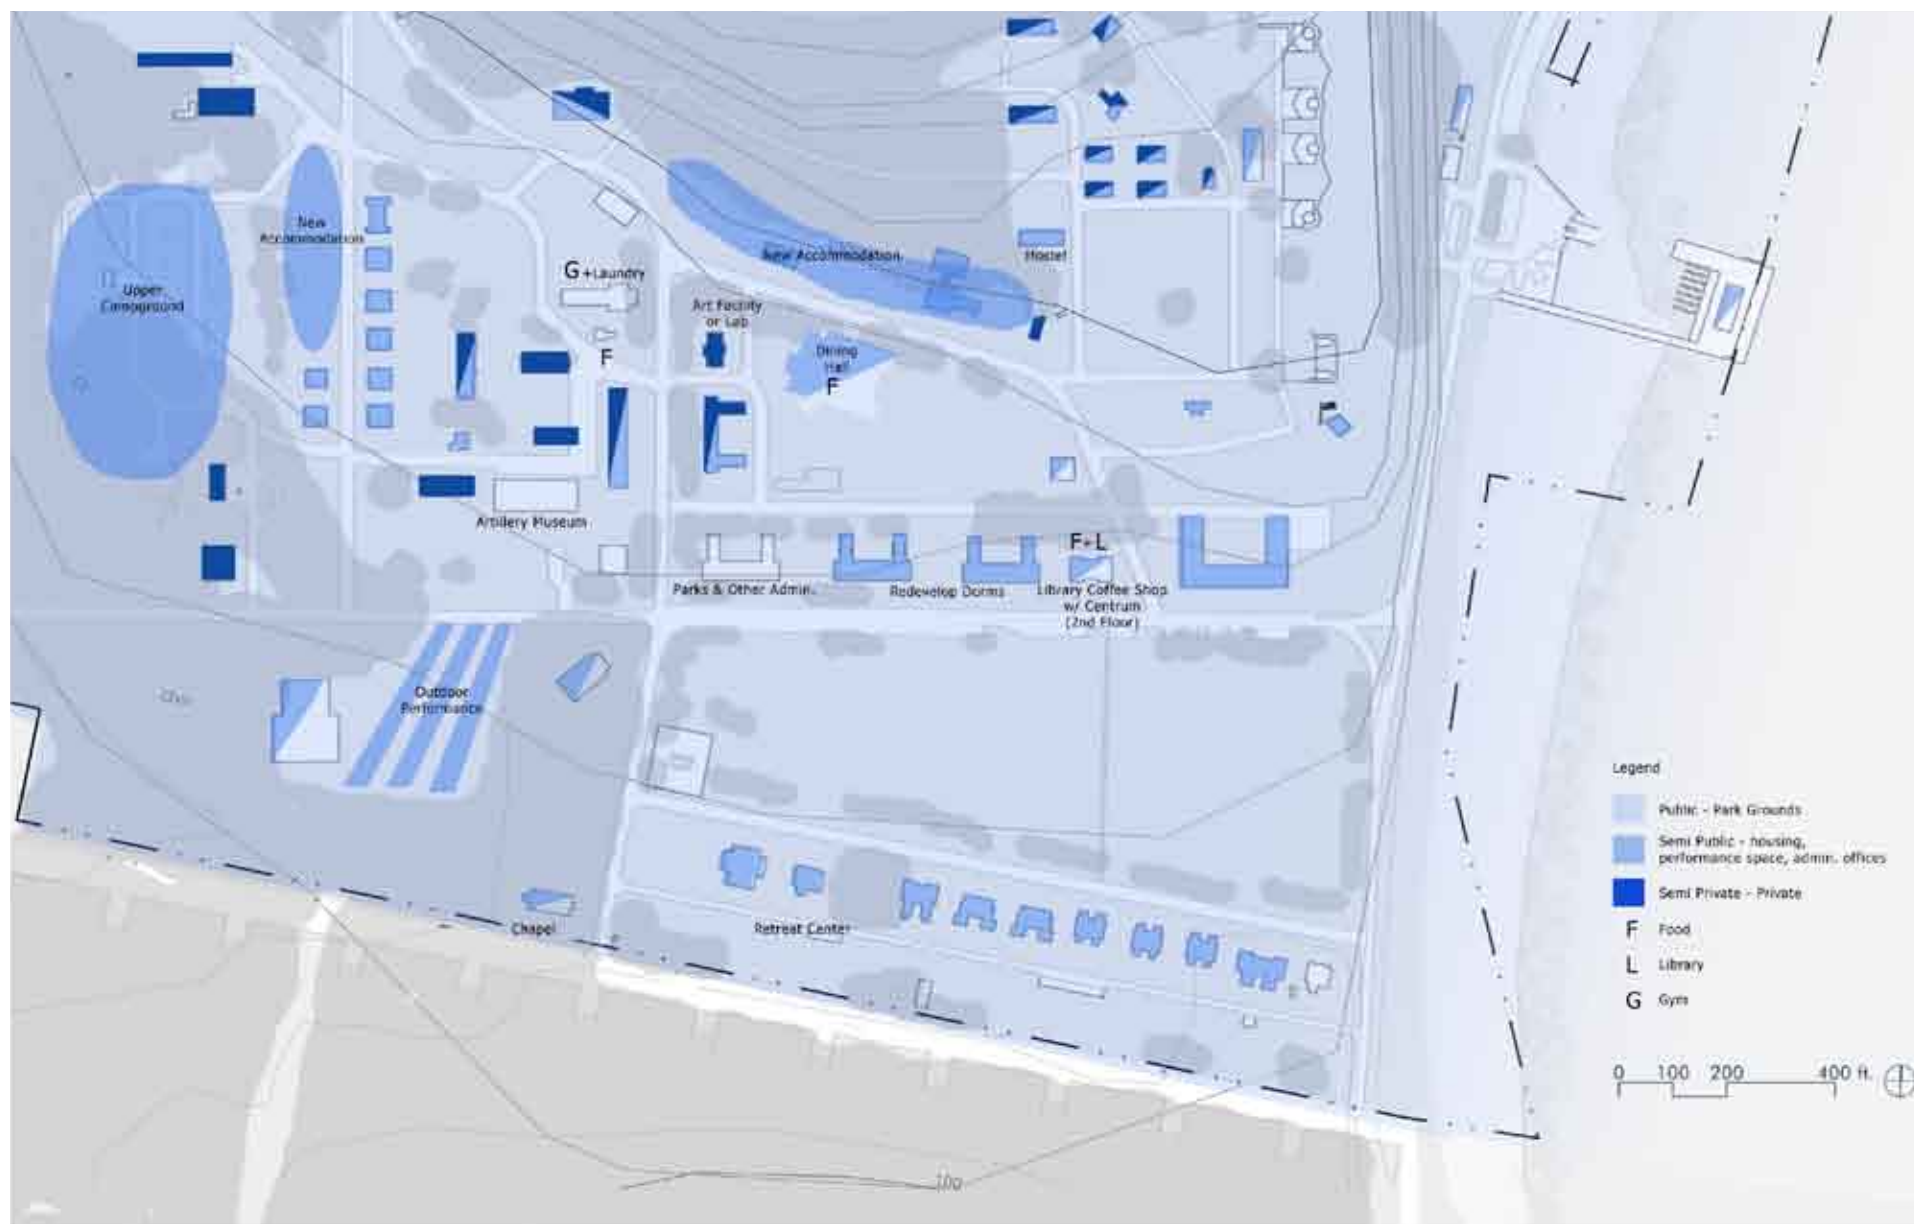 New
Accommodation
Upper
Campground
G +Laundry
F
New Accommodation
Hostel
Art Facility
or Lab
Dining
Hall
F
Artillery Museum
Parks & Other Admin.
Redevelop Dorms
F+L
Library Coffee Shop
w/ Centrum
(2nd Floor)
Outdoor
Performance
Chapel
Retreat Center
Legend
Public - Park Grounds
Semi Public - housing,
performance space, admin. offices
Semi Private - Private
F Food
L Library
G Gym
0 100 200 400 ft.